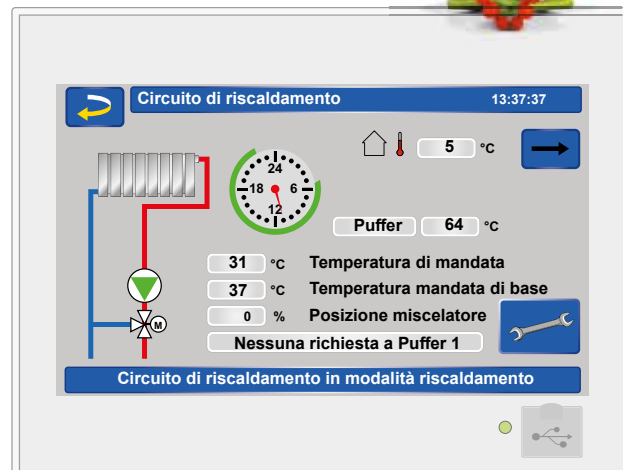 Circuito di riscaldamento 13:37:37
5 °C
24
18 6
12
Puffer 64 °C
31 °C Temperatura di mandata
37 °C Temperatura mandata di base
0 % Posizione miscelatore
M
Nessuna richiesta a Puffer 1
Circuito di riscaldamento in modalità riscaldamento